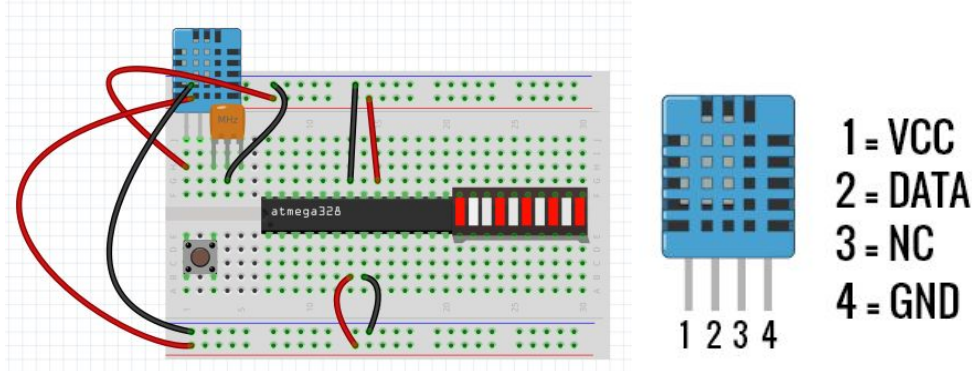 MHz
atmega328
1 = VCC
2 = DATA
3 = NC
4 = GND
1 2 3 4